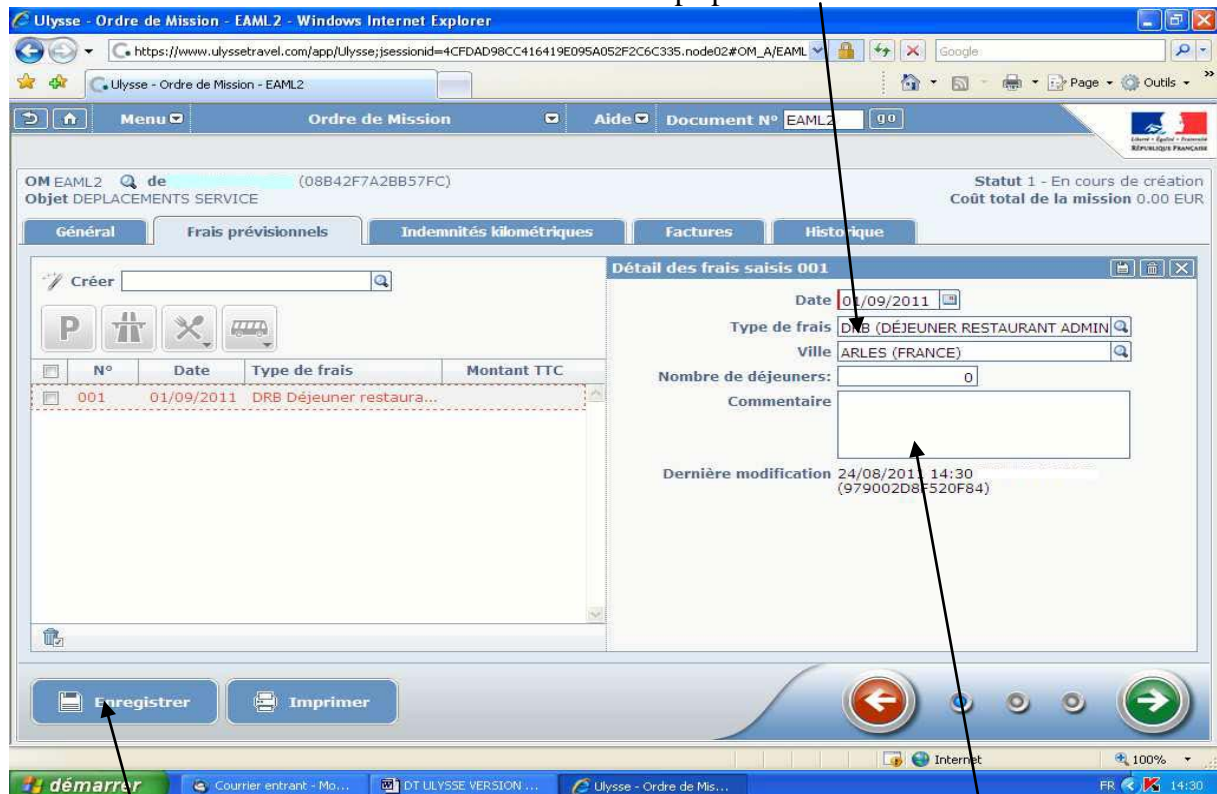 Ulysse - Ordre de Mission - EAML2 - Windows Internet Explorer
https://www.ulyssetravel.com/app/Ulysse;jsessionid=4CFDAD98CC416419E095A052F2C6C335.node02#OM_A/EAML
Google
Ulysse - Ordre de Mission - EAML2
Page
Outils
Menu
Ordre de Mission
Aide
Document N° EAML2
go
Liberté • Égalité • Fraternité
RÉPUBLIQUE FRANÇAISE
OM EAML2 de (08B42F7A2BB57FC)
Statut 1 - En cours de création
Objet DEPLACEMENTS SERVICE
Coût total de la mission 0.00 EUR
Général
Frais prévisionnels
Indemnités kilométriques
Factures
Historique
Créer
P
N° Date Type de frais Montant TTC
001 01/09/2011 DRB Déjeuner restaura...
Détail des frais saisis 001
Date 01/09/2011
Type de frais DRB (DÉJEUNER RESTAURANT ADMIN
Ville ARLES (FRANCE)
Nombre de déjeuners: 0
Commentaire
Dernière modification 24/08/2011 14:30
(979002D8F520F84)
Enregistrer
Imprimer
Internet
100%
démarrer
Courrier entrant - Mo...
DT ULYSSE VERSION ...
Ulysse - Ordre de Mis...
FR
14:30